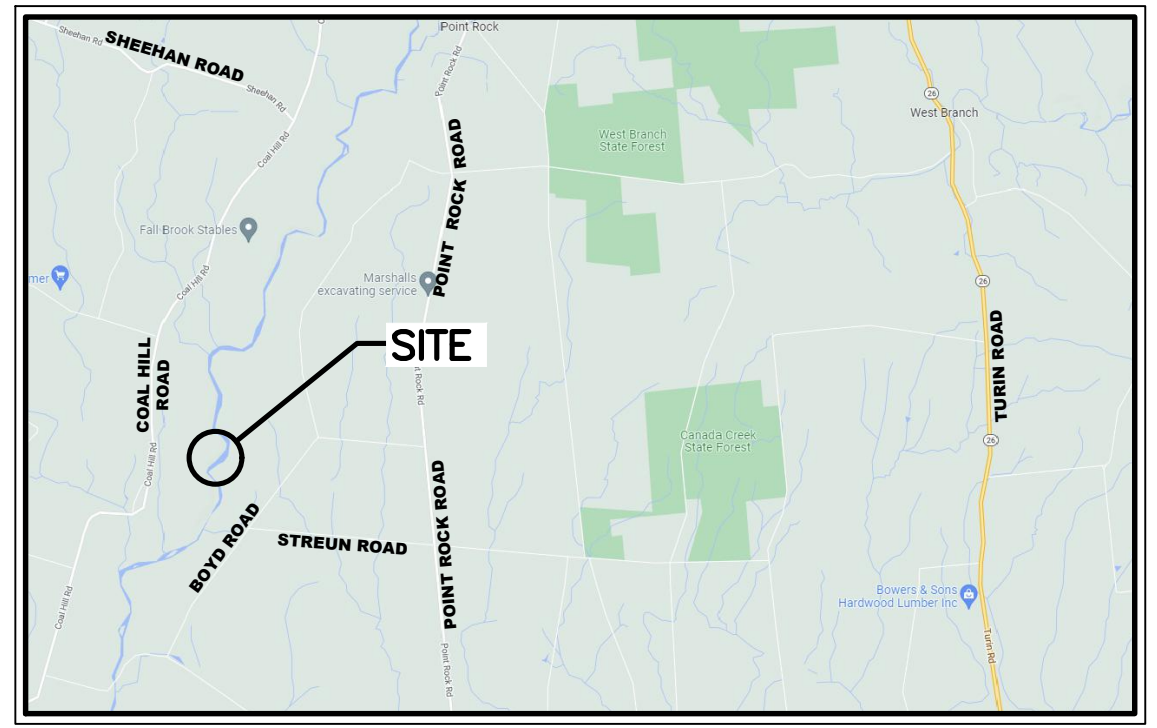 Point Rock
Sheehan Rd
SHEEHAN ROAD
Sheehan Rd
Point Rock Rd
26
West Branch
West Branch
State Forest
Coal Hill Rd
POINT ROCK ROAD
Fall Brook Stables
mer
Coal Hill Rd
Marshalls
excavating service
26
SITE
COAL HILL
ROAD
TURIN ROAD
t Rock Rd
Canada Creek
State Forest
26
Coal Hill Rd
POINT ROCK ROAD
BOYD ROAD
STREUN ROAD
Coal Hill Rd
Bowers & Sons
Hardwood Lumber Inc
Point Rock Rd
Turin Rd